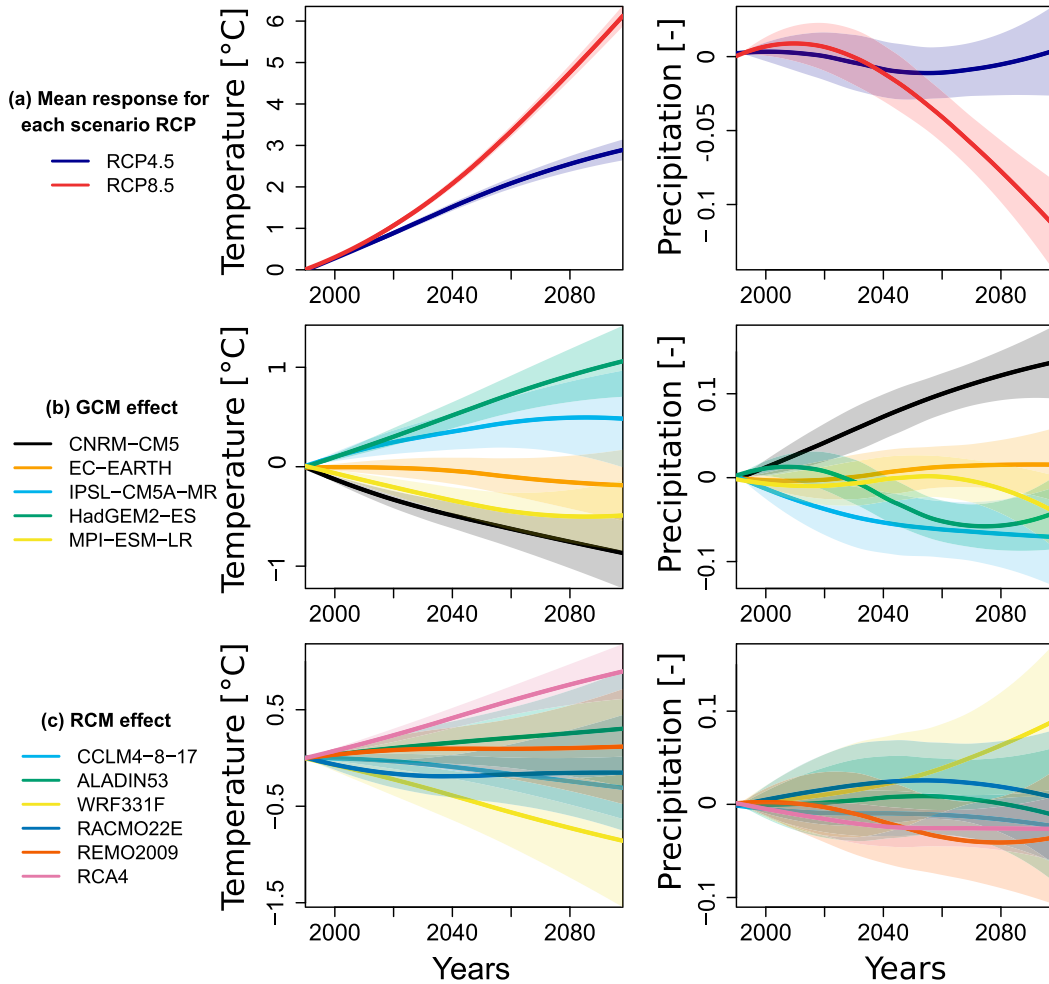 (a) Mean response for
each scenario RCP
RCP4.5
RCP8.5
Temperature [°C]
0 1 2 3 4 5 6
2000 2040 2080
Precipitation [-]
−0.1 -0.05 0
2000 2040 2080
(b) GCM effect
CNRM−CM5
EC−EARTH
IPSL−CM5A−MR
HadGEM2−ES
MPI−ESM−LR
Temperature [°C]
−1 0 1
2000 2040 2080
Precipitation [-]
-0.1 0 0.1
2000 2040 2080
(c) RCM effect
CCLM4−8−17
ALADIN53
WRF331F
RACMO22E
REMO2009
RCA4
Temperature [°C]
−1.5 −0.5 0.5
2000 2040 2080
Years
Precipitation [-]
−0.1 0 0.1
2000 2040 2080
Years